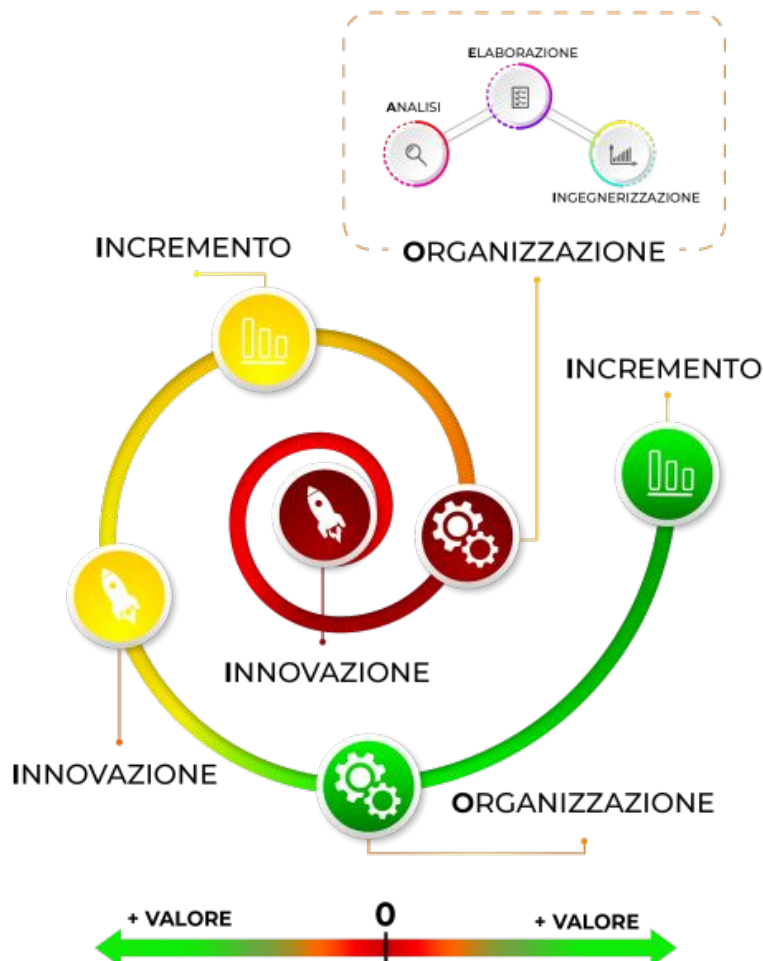 ELABORAZIONE
ANALISI
INGEGNERIZZAZIONE
INCREMENTO
ORGANIZZAZIONE
INCREMENTO
INNOVAZIONE
INNOVAZIONE
ORGANIZZAZIONE
+ VALORE
0
+ VALORE